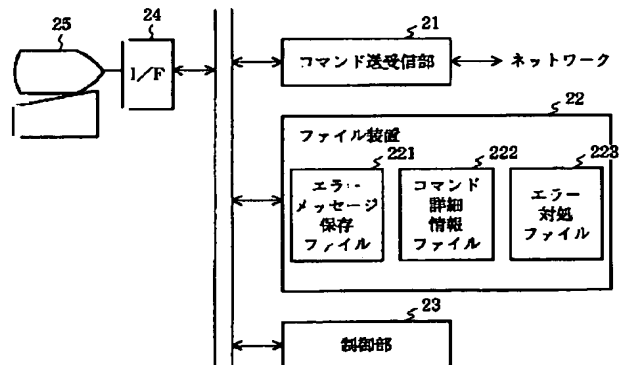 25
24
I/F
21
コマンド送受信部
ネットワーク
22
ファイル装置
221
エラー
メッセージ
保存
ファイル
222
コマンド
詳細
情報
ファイル
223
エラー
対処
ファイル
23
制御部